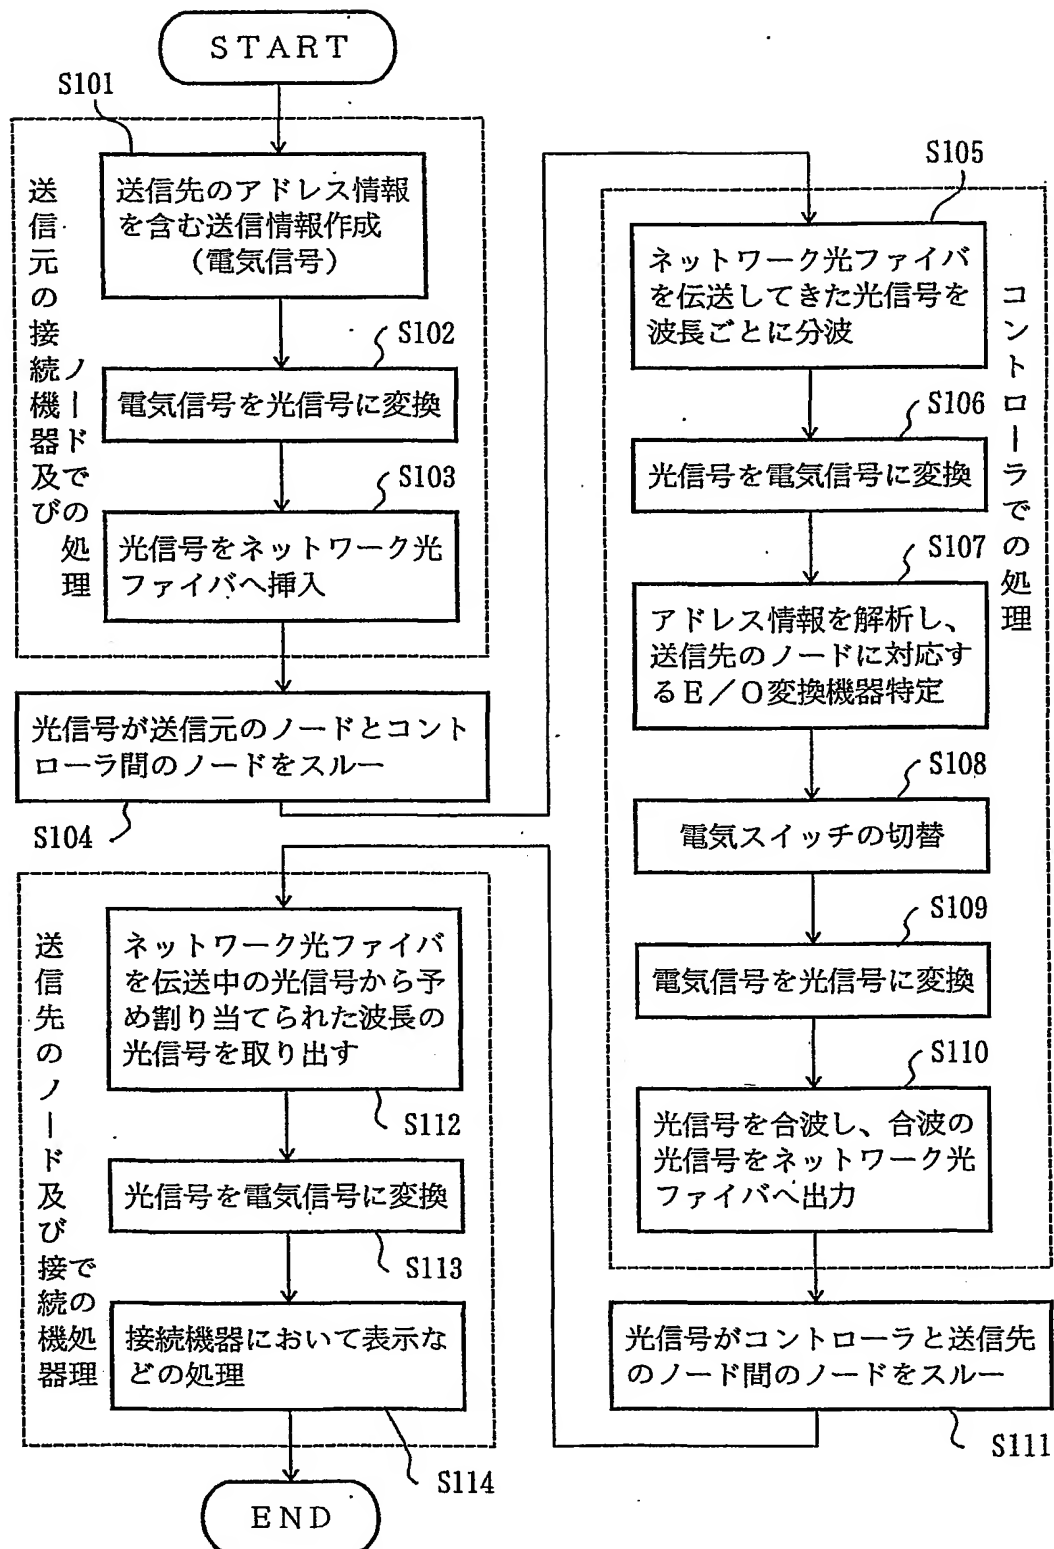 START
S101
送信先のアドレス情報
を含む送信情報作成
（電気信号）
送信元の接続機器及び
ノードでの処理
S102
電気信号を光信号に変換
S103
光信号をネットワーク光
ファイバへ挿入
光信号が送信元のノードとコント
ローラ間のノードをスルー
S104
S105
ネットワーク光ファイバ
を伝送してきた光信号を
波長ごとに分波
コントローラでの処理
S106
光信号を電気信号に変換
S107
アドレス情報を解析し、
送信先のノードに対応す
るE／O変換機器特定
S108
電気スイッチの切替
S109
電気信号を光信号に変換
S110
光信号を合波し、合波の
光信号をネットワーク光
ファイバへ出力
光信号がコントローラと送信先
のノード間のノードをスルー
S111
送信先のノード及び
接続機器
での処理
ネットワーク光ファイバ
を伝送中の光信号から予
め割り当てられた波長の
光信号を取り出す
S112
光信号を電気信号に変換
S113
接続機器において表示な
どの処理
S114
END